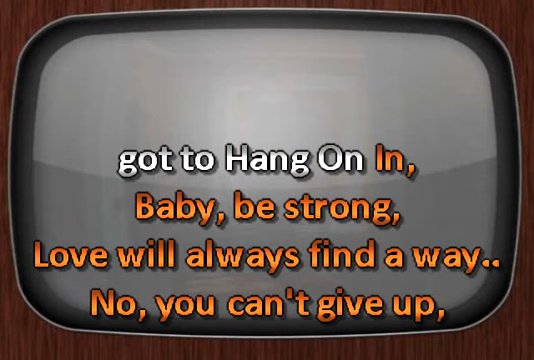 got to Hang On In,
Baby, be strong,
Love will always find a way..
No, you can't give up,